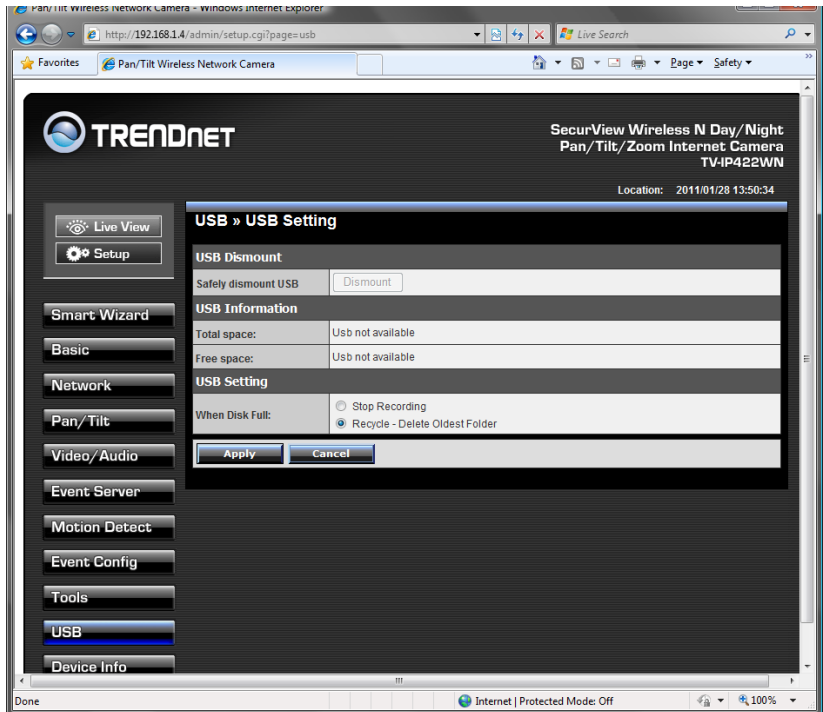 Pan/Tilt Wireless Network Camera - Windows Internet Explorer
http://192.168.1.4/admin/setup.cgi?page=usb
Live Search
Favorites
Pan/Tilt Wireless Network Camera
Page
Safety
TRENDNET
SecurView Wireless N Day/Night
Pan/Tilt/Zoom Internet Camera
TV-IP422WN
Location: 2011/01/28 13:50:34
Live View
Setup
Smart Wizard
Basic
Network
Pan/Tilt
Video/Audio
Event Server
Motion Detect
Event Config
Tools
USB
Device Info
USB » USB Setting
USB Dismount
Safely dismount USB Dismount
USB Information
Total space: Usb not available
Free space: Usb not available
USB Setting
When Disk Full: Stop Recording
Recycle - Delete Oldest Folder
Apply Cancel
Done
Internet | Protected Mode: Off
100%